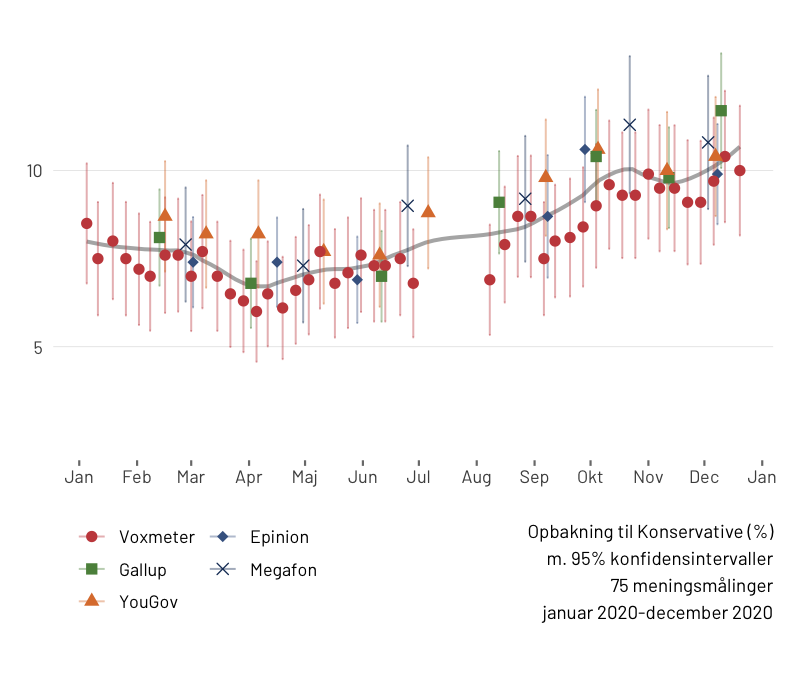 10
5
Jan Feb Mar Apr Maj Jun Jul Aug Sep Okt Nov Dec Jan
Voxmeter Epinion
Gallup Megafon
YouGov
Opbakning til Konservative (%)
m. 95% konfidensintervaller
75 meningsmålinger
januar 2020-december 2020